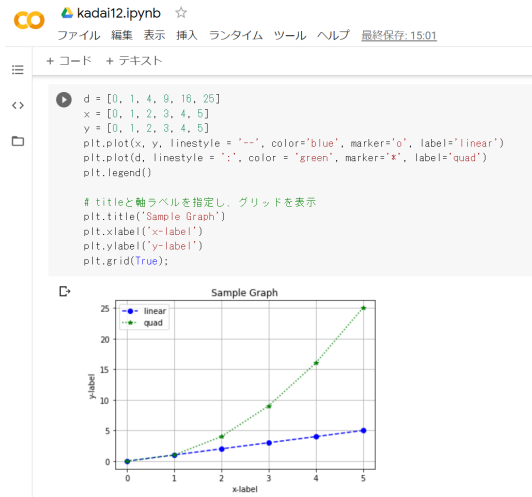 kadai12.ipynb
ファイル 編集 表示 挿入 ランタイム ツール ヘルプ 最終保存: 15:01
+ コード + テキスト
d = [0, 1, 4, 9, 16, 25]
x = [0, 1, 2, 3, 4, 5]
y = [0, 1, 2, 3, 4, 5]
plt.plot(x, y, linestyle = '--', color='blue', marker='o', label='linear')
plt.plot(d, linestyle = ':', color = 'green', marker='*', label='quad')
plt.legend()
# titleと軸ラベルを指定し、グリッドを表示
plt.title('Sample Graph')
plt.xlabel('x-label')
plt.ylabel('y-label')
plt.grid(True);
Sample Graph
linear
quad
25
20
15
10
5
0
y-label
0 1 2 3 4 5
x-label